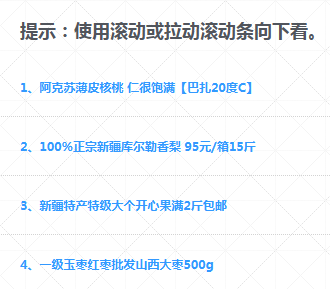 提示：使用滚动或拉动滚动条向下看。
1、阿克苏薄皮核桃 仁很饱满【巴扎20度C】
2、100%正宗新疆库尔勒香梨 95元/箱15斤
3、新疆特产特级大个开心果满2斤包邮
4、一级玉枣红枣批发山西大枣500g